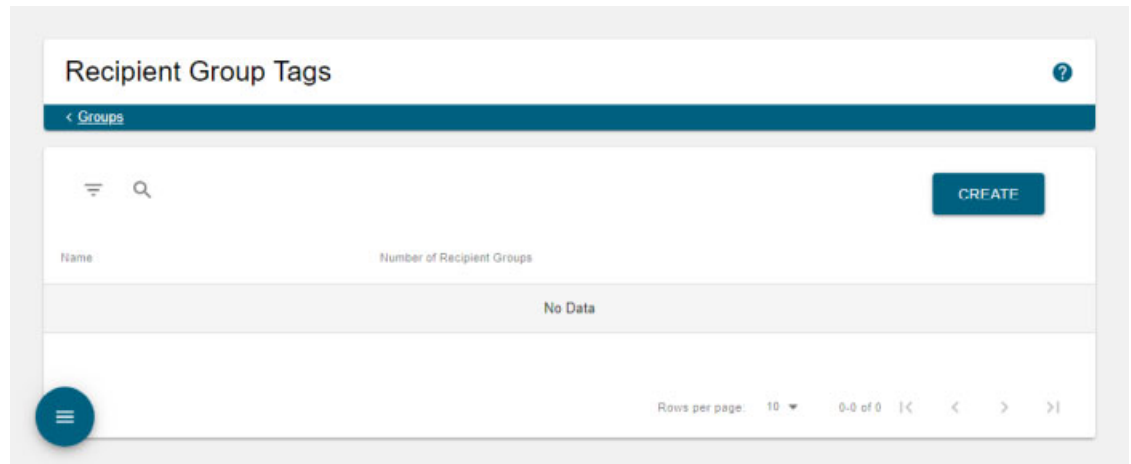 Recipient Group Tags
< Groups
CREATE
Name Number of Recipient Groups
No Data
Rows per page: 10 0-0 of 0